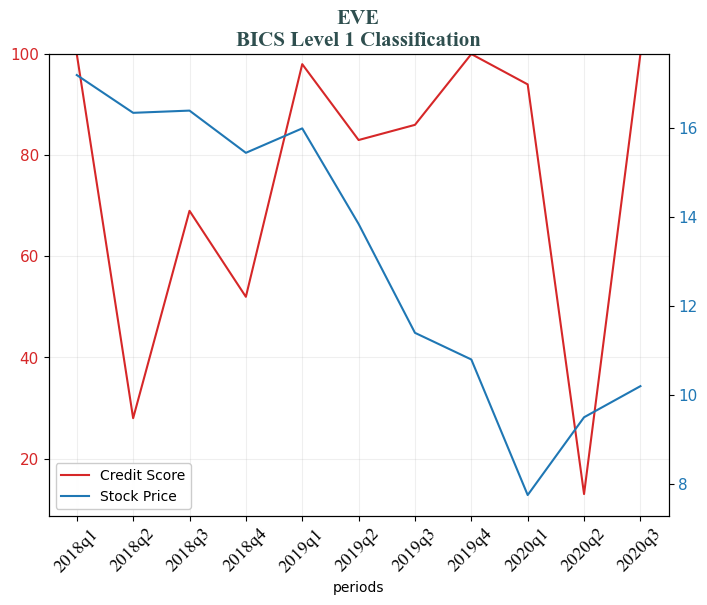 EVE
BICS Level 1 Classification
100
80
60
40
20
16
14
12
10
8
Credit Score
Stock Price
2018q1
2018q2
2018q3
2018q4
2019q1
2019q2
2019q3
2019q4
2020q1
2020q2
2020q3
periods